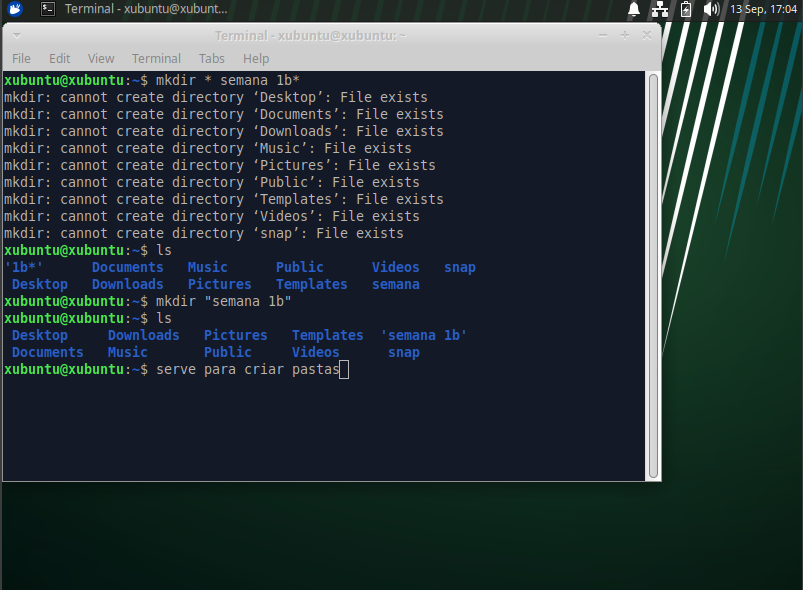 Terminal - xubuntu@xubunt...
13 Sep, 17:04
Terminal - xubuntu@xubuntu: ~
File Edit View Terminal Tabs Help
xubuntu@xubuntu:~$ mkdir * semana 1b*
mkdir: cannot create directory ‘Desktop’: File exists
mkdir: cannot create directory ‘Documents’: File exists
mkdir: cannot create directory ‘Downloads’: File exists
mkdir: cannot create directory ‘Music’: File exists
mkdir: cannot create directory ‘Pictures’: File exists
mkdir: cannot create directory ‘Public’: File exists
mkdir: cannot create directory ‘Templates’: File exists
mkdir: cannot create directory ‘Videos’: File exists
mkdir: cannot create directory ‘snap’: File exists
xubuntu@xubuntu:~$ ls
'1b*' Documents Music Public Videos snap
Desktop Downloads Pictures Templates semana
xubuntu@xubuntu:~$ mkdir "semana 1b"
xubuntu@xubuntu:~$ ls
Desktop Downloads Pictures Templates 'semana 1b'
Documents Music Public Videos snap
xubuntu@xubuntu:~$ serve para criar pastas